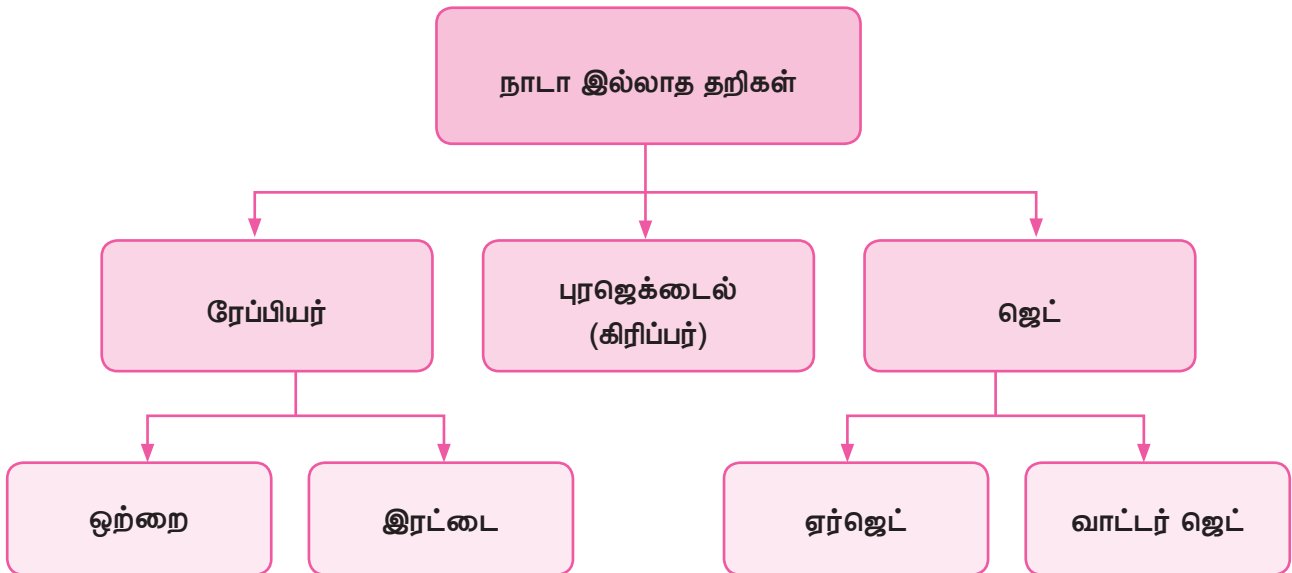 நாடா இல்லாத தறிகள்
ரேப்பியர்
புரஜெக்டைல்
(கிரிப்பர்)
ஜெட்
ஒற்றை
இரட்டை
ஏர்ஜெட்
வாட்டர் ஜெட்